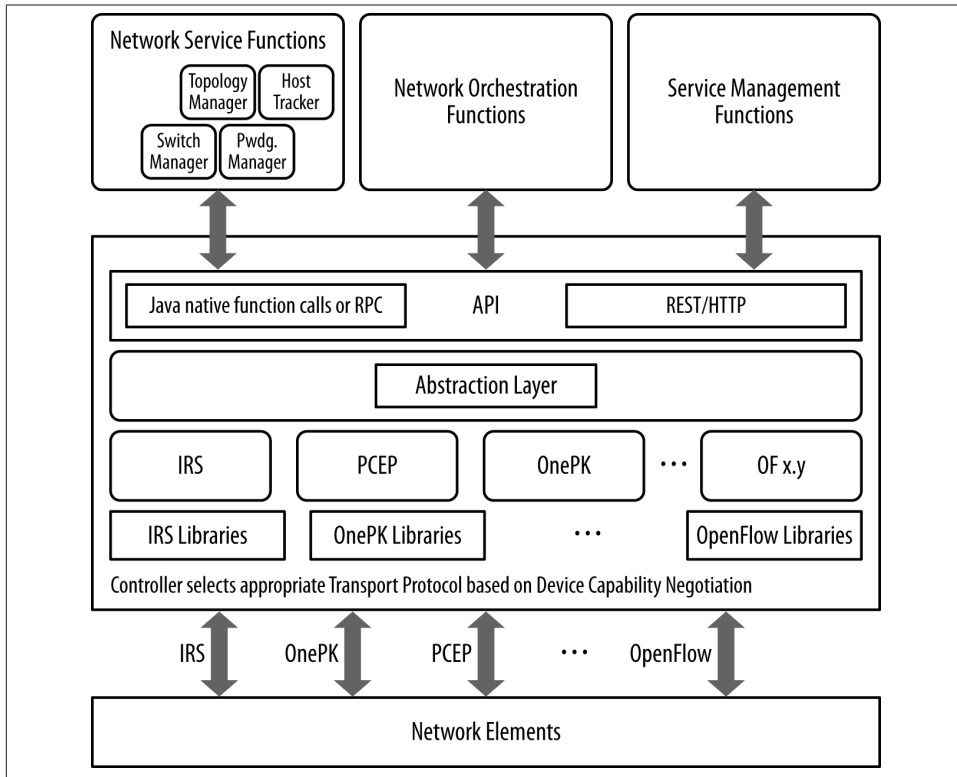 Network Service Functions
Topology
Manager
Host
Tracker
Switch
Manager
Pwdg.
Manager
Network Orchestration
Functions
Service Management
Functions
Java native function calls or RPC
API
REST/HTTP
Abstraction Layer
IRS
PCEP
OnePK
...
OF x.y
IRS Libraries
OnePK Libraries
...
OpenFlow Libraries
Controller selects appropriate Transport Protocol based on Device Capability Negotiation
IRS
OnePK
PCEP
...
OpenFlow
Network Elements